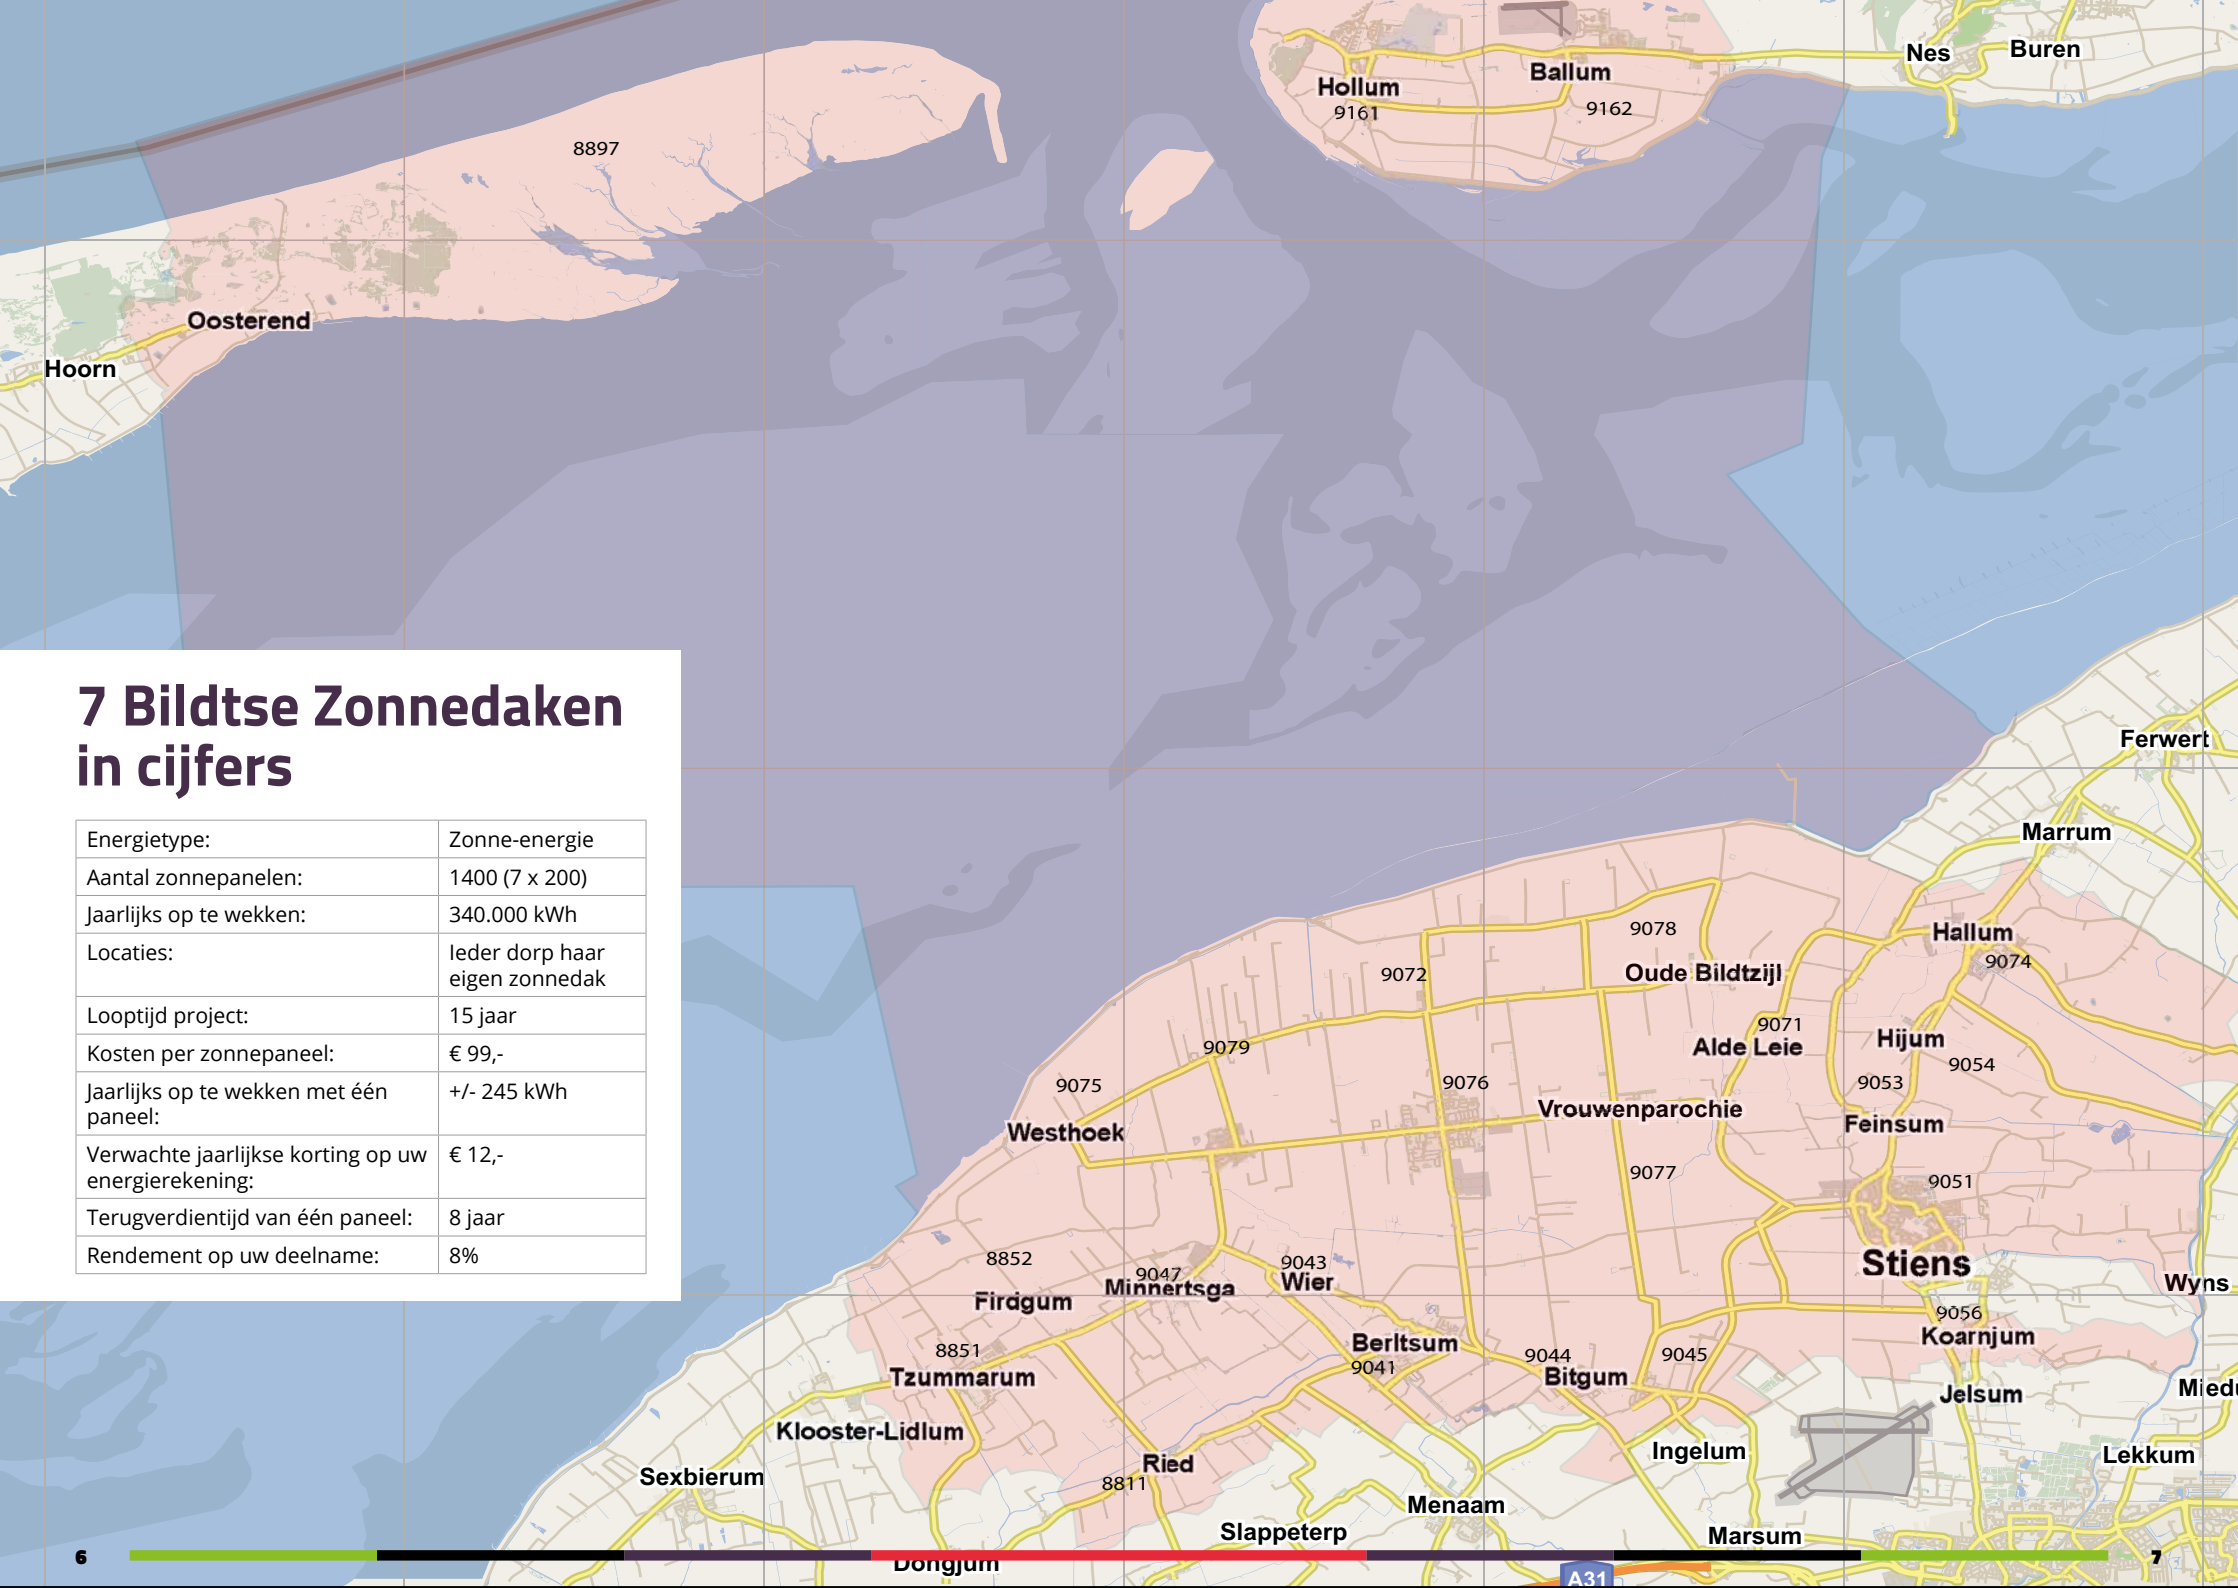 Nes
Buren
Hollum
Ballum
9161
9162
8897
Oosterend
Hoorn
7 Bildtse Zonnedaken
in cijfers
Energietype: Zonne-energie
Aantal zonnepanelen: 1400 (7 x 200)
Jaarlijks op te wekken: 340.000 kWh
Locaties: Ieder dorp haar
eigen zonnedak
Looptijd project: 15 jaar
Kosten per zonnepaneel: € 99,-
Jaarlijks op te wekken met één +/- 245 kWh
paneel:
Verwachte jaarlijkse korting op uw € 12,-
energierekening:
Terugverdientijd van één paneel: 8 jaar
Rendement op uw deelname: 8%
Ferwert
Marrum
9078
Hallum
9074
9072
Oude Bildtzijl
9071
Alde Leie
Hijum
9054
9079
9075
9076
9053
Vrouwenparochie
Feinsum
Westhoek
9077
9051
Stiens
8852
9047
Minnertsga
9043
Wier
Wyns
Firdgum
9056
Koarnjum
Berltsum
8851
9041
9044
9045
Tzummarum
Bitgum
Jelsum
Miedu
Klooster-Lidlum
Ingelum
Lekkum
Ried
8811
Sexbierum
Menaam
Slappeterp
Marsum
Dongjum
A31
6
7